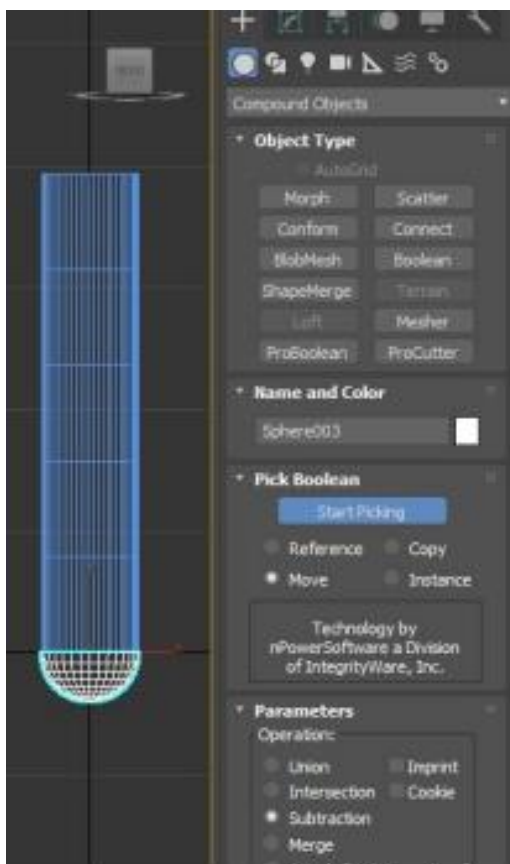 Compound Objects
Object Type
AutoGrid
Morph Scatter
Conform Connect
BlobMesh Boolean
ShapeMerge Terrain
Loft Mesher
ProBoolean ProCutter
Name and Color
Sphere003
Pick Boolean
Start Picking
Reference Copy
Move Instance
Technology by
nPowerSoftware a Division
of IntegrityWare, Inc.
Parameters
Operation:
Union Imprint
Intersection Cookie
Subtraction
Merge